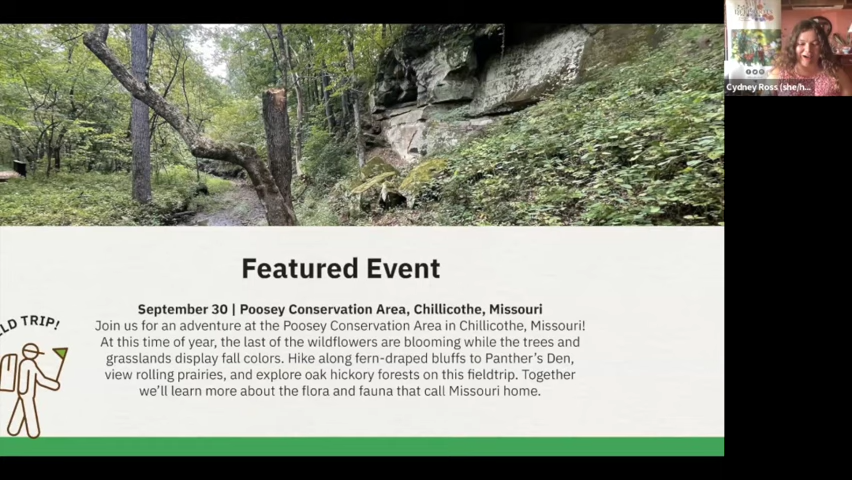 Cydney Ross (she/h...
Featured Event
September 30 | Poosey Conservation Area, Chillicothe, Missouri
Join us for an adventure at the Poosey Conservation Area in Chillicothe, Missouri!
At this time of year, the last of the wildflowers are blooming while the trees and
grasslands display fall colors. Hike along fern-draped bluffs to Panther's Den,
view rolling prairies, and explore oak hickory forests on this fieldtrip. Together
we'll learn more about the flora and fauna that call Missouri home.
LD TRIP!